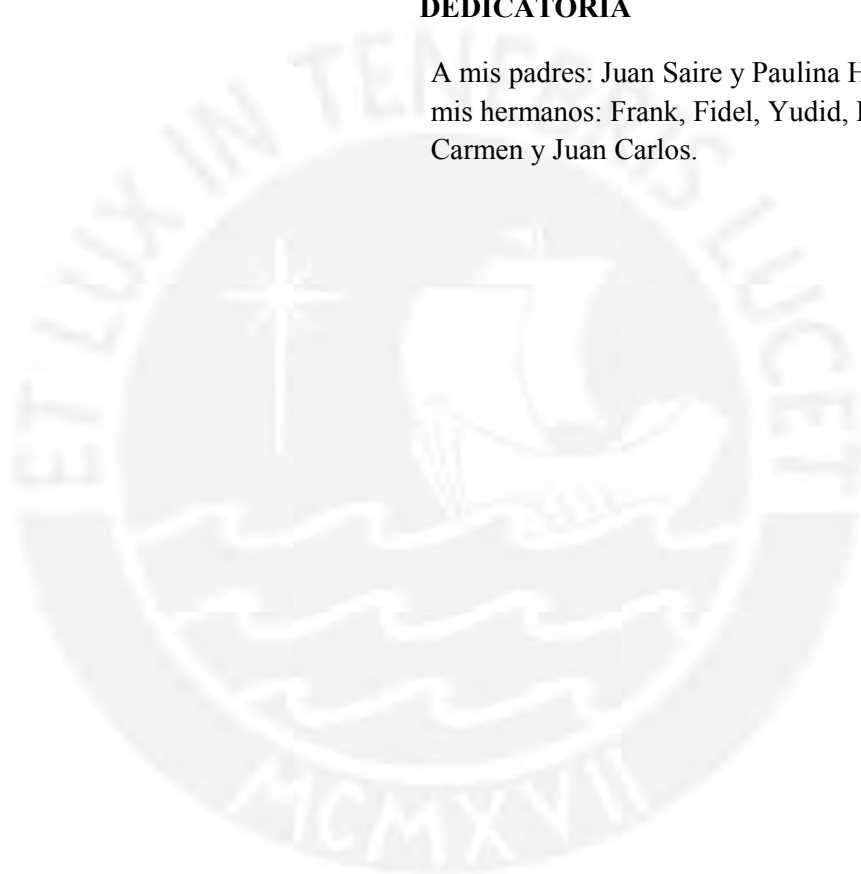 DEDICATORIA
A mis padres: Juan Saire y Paulina
mis hermanos: Frank, Fidel, Yudid,
Carmen y Juan Carlos.
ET LUX IN TENEBRIS LUCET
MCMXVII